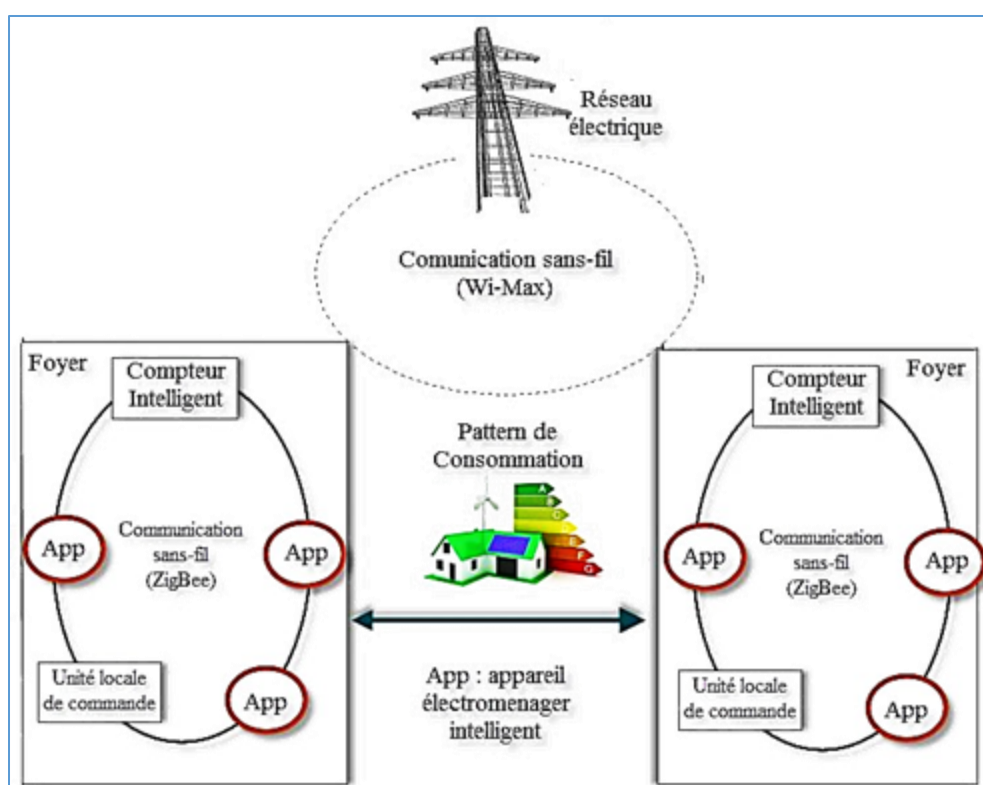 Réseau
électrique
Comunication sans-fil
(Wi-Max)
Foyer
Compteur
Intelligent
App
Communication
sans-fil
(ZigBee)
App
Unité locale
de commande
App
Pattern de
Consommation
A
B
C
E
F
G
App : appareil
électromenager
intelligent
Foyer
Compteur
Intelligent
App
Communication
sans-fil
(ZigBee)
App
Unité locale
de commande
App